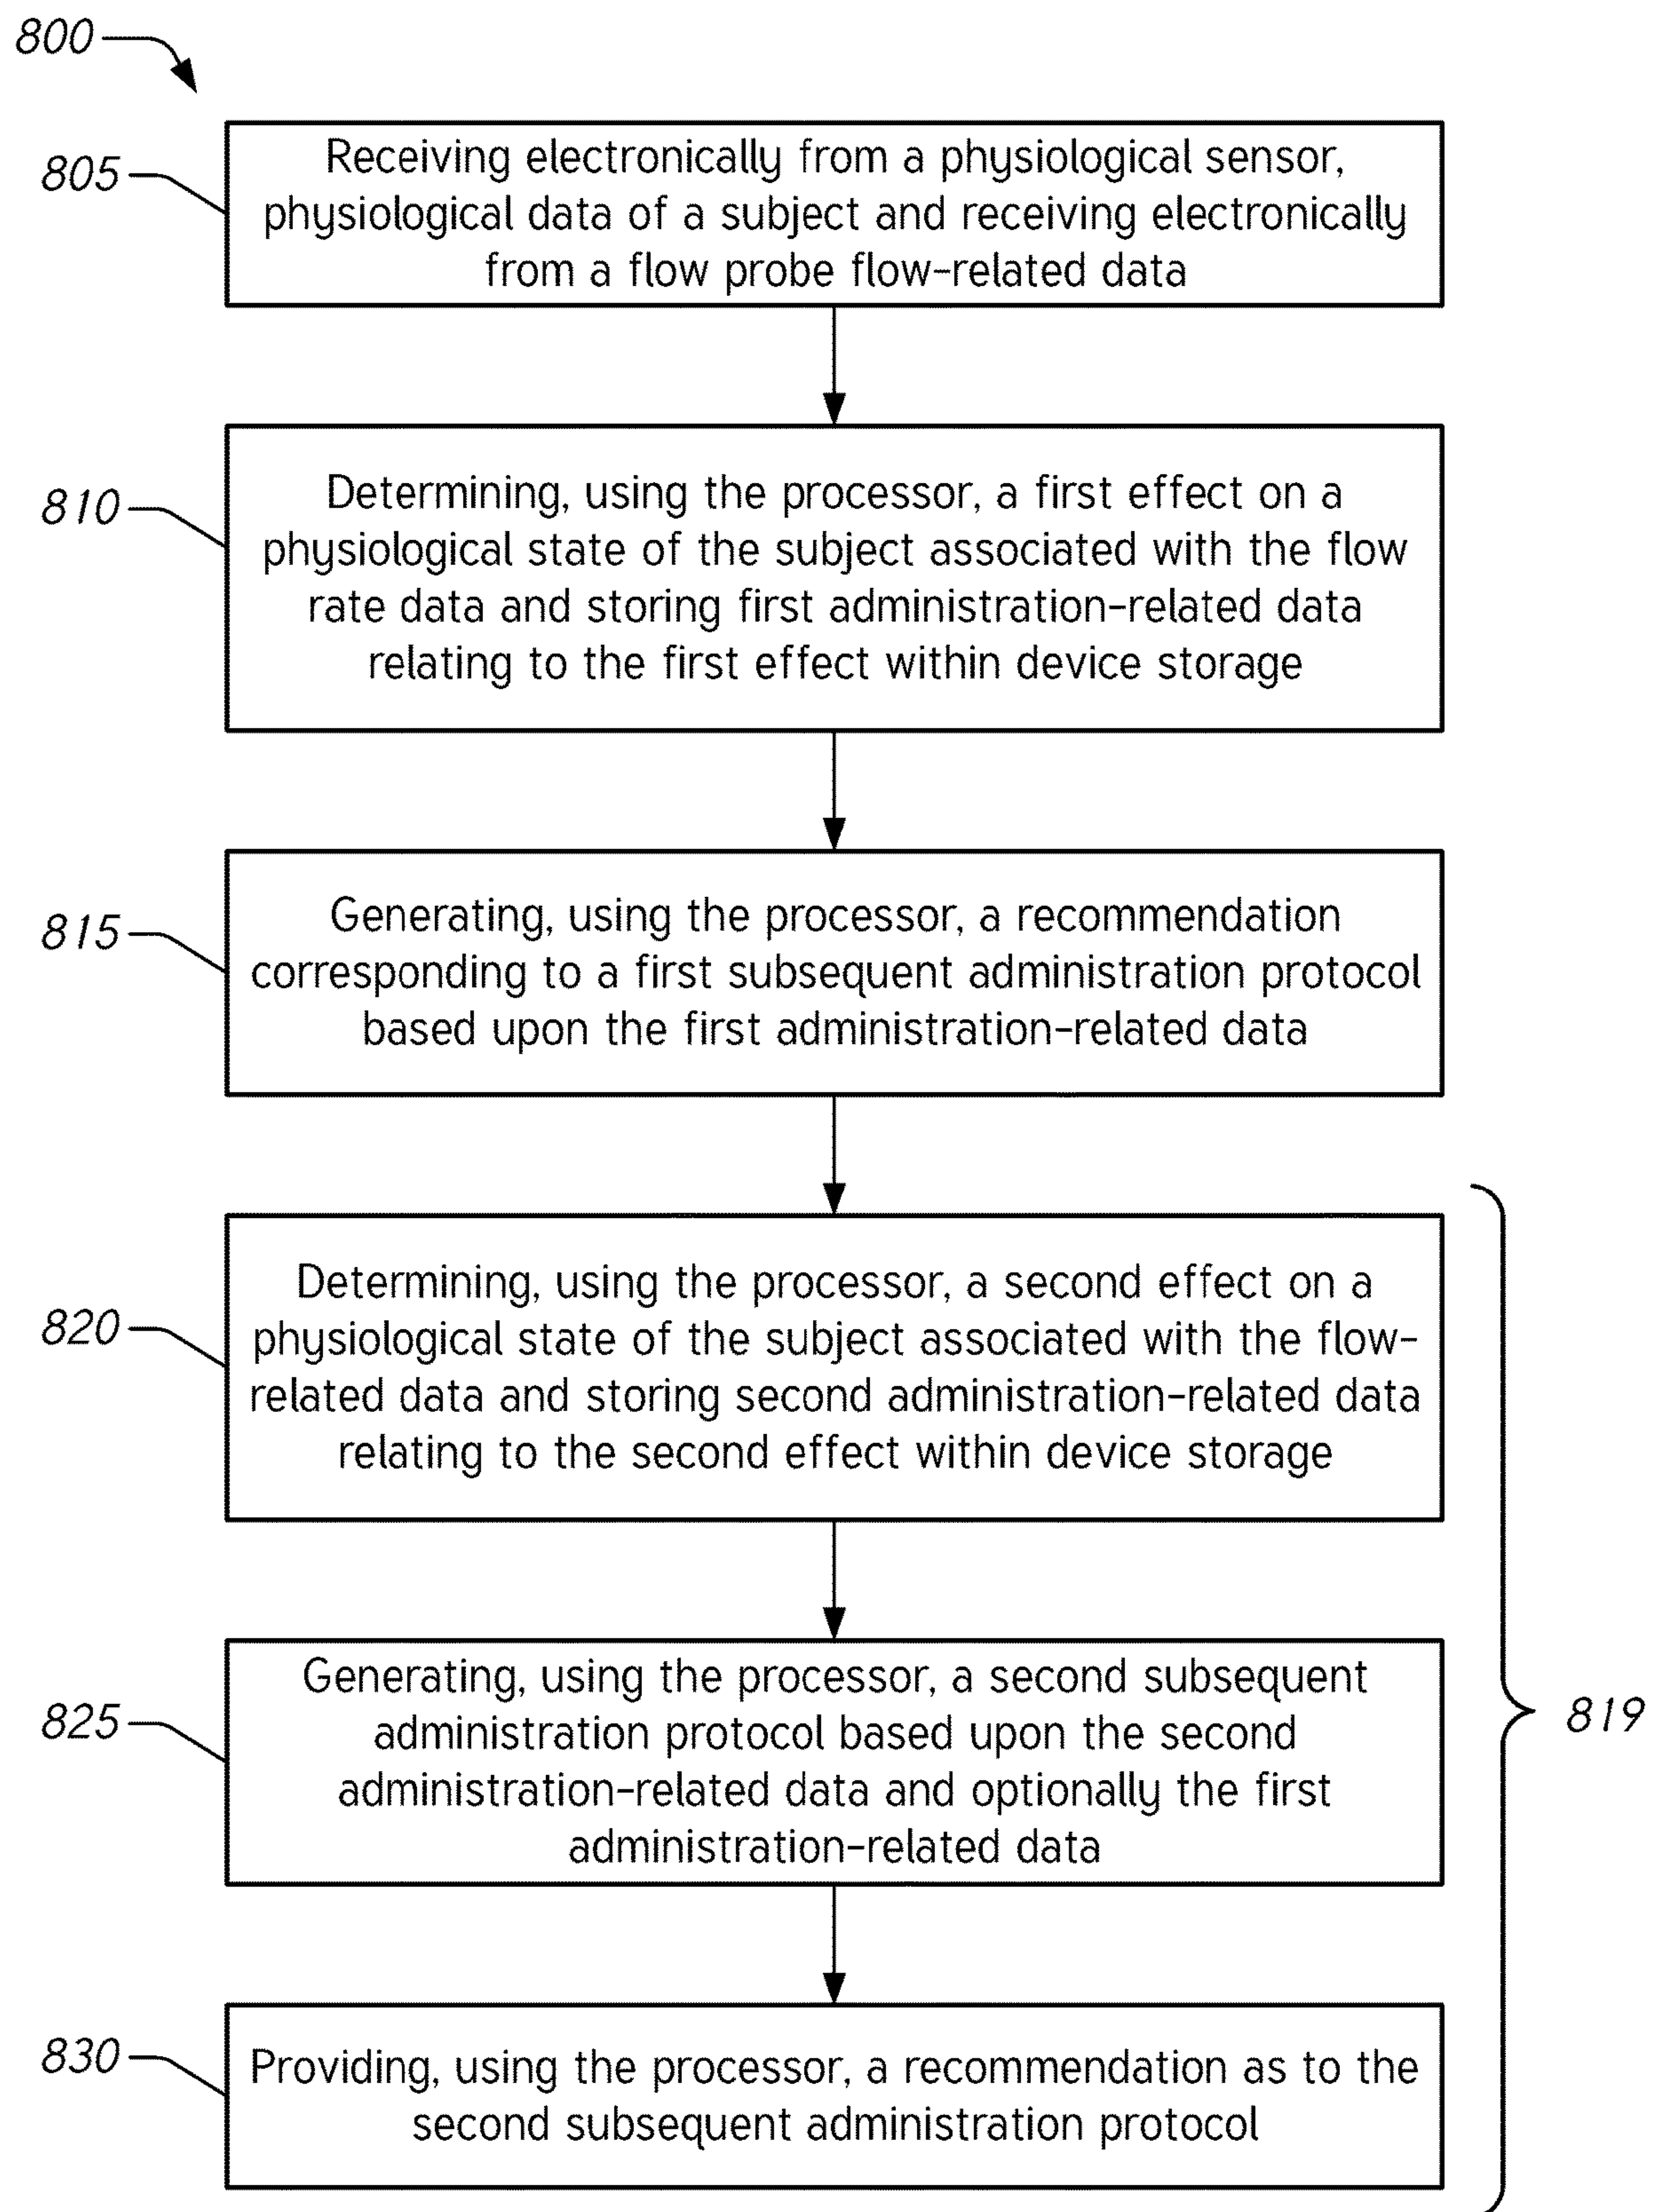 800
805
Receiving electronically from a physiological sensor,
physiological data of a subject and receiving electronically
from a flow probe flow-related data
810
Determining, using the processor, a first effect on a
physiological state of the subject associated with the flow
rate data and storing first administration-related data
relating to the first effect within device storage
815
Generating, using the processor, a recommendation
corresponding to a first subsequent administration protocol
based upon the first administration-related data
820
Determining, using the processor, a second effect on a
physiological state of the subject associated with the flow-
related data and storing second administration-related data
relating to the second effect within device storage
825
Generating, using the processor, a second subsequent
administration protocol based upon the second
administration-related data and optionally the first
administration-related data
819
830
Providing, using the processor, a recommendation as to the
second subsequent administration protocol